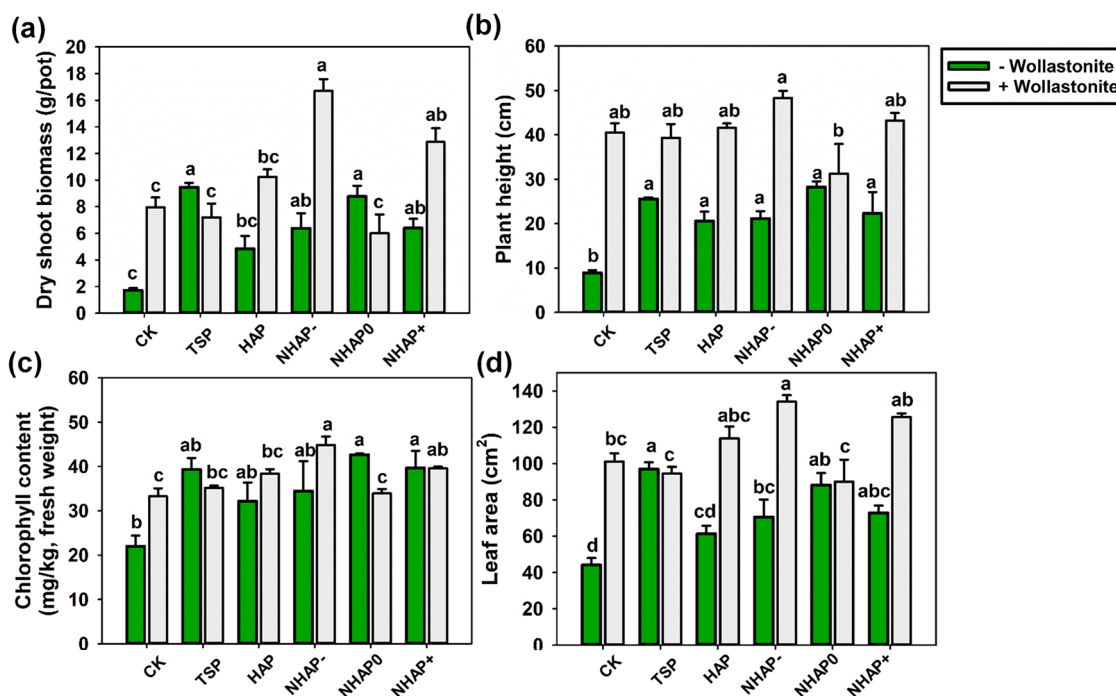 (a)
Dry shoot biomass (g/pot)
20
18
16
14
12
10
8
6
4
2
0
c
c
a
c
bc
bc
ab
a
a
c
ab
ab
CK
TSP
HAP
NHAP-
NHAP0
NHAP+
(b)
Plant height (cm)
60
50
40
30
20
10
0
b
ab
a
ab
a
ab
a
a
a
b
a
ab
CK
TSP
HAP
NHAP-
NHAP0
NHAP+
- Wollastonite
+ Wollastonite
(c)
Chlorophyll content
(mg/kg, fresh weight)
60
50
40
30
20
10
0
b
c
ab
bc
ab
bc
ab
a
a
c
a
ab
CK
TSP
HAP
NHAP-
NHAP0
NHAP+
(d)
Leaf area (cm²)
140
120
100
80
60
40
20
0
d
bc
a
c
cd
abc
bc
a
ab
c
abc
ab
CK
TSP
HAP
NHAP-
NHAP0
NHAP+